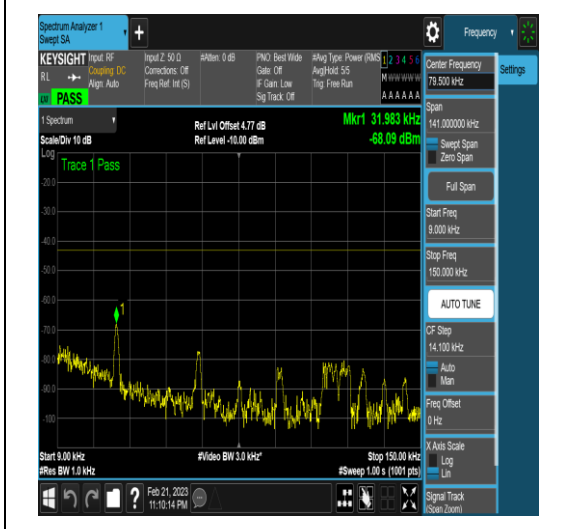 Spectrum Analyzer 1
Swept SA
Frequency
KEYSIGHT
Input: RF
Coupling: DC
Align: Auto
Input Z: 50 Ω
Corrections: Off
Freq Ref: Int (S)
#Atten: 0 dB
PNO: Best Wide
Gate: Off
IF Gain: Low
Sig Track: Off
#Avg Type: Power (RMS
Avg|Hold: 5/5
Trig: Free Run
1 2 3 4 5 6
M W W W W W
A A A A A A
R L
PASS
1 Spectrum
Scale/Div 10 dB
Ref Lvl Offset 4.77 dB
Ref Level -10.00 dBm
Mkr1 31.983 kHz
-68.09 dBm
Log
Trace 1 Pass
-20.0
-30.0
-40.0
-50.0
-60.0
-70.0
-80.0
-90.0
-100
1
Start 9.00 kHz
#Res BW 1.0 kHz
#Video BW 3.0 kHz*
Stop 150.00 kHz
#Sweep 1.00 s (1001 pts)
Feb 21, 2023
11:10:14 PM
Center Frequency
79.500 kHz
Settings
Span
141.000000 kHz
Swept Span
Zero Span
Full Span
Start Freq
9.000 kHz
Stop Freq
150.000 kHz
AUTO TUNE
CF Step
14.100 kHz
Auto
Man
Freq Offset
0 Hz
X Axis Scale
Log
Lin
Signal Track
(Span Zoom)